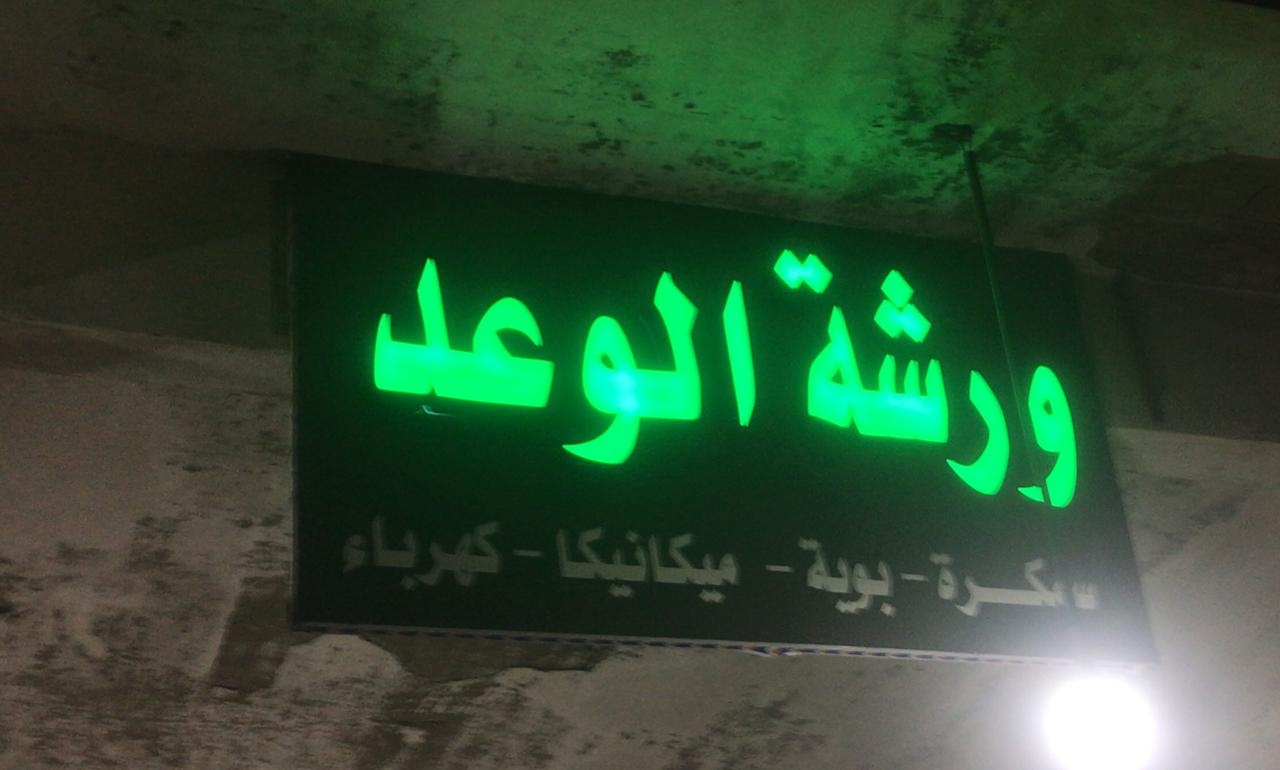 ورشة الوعد
سمكرة - بوية - ميكانيكا - كهرباء